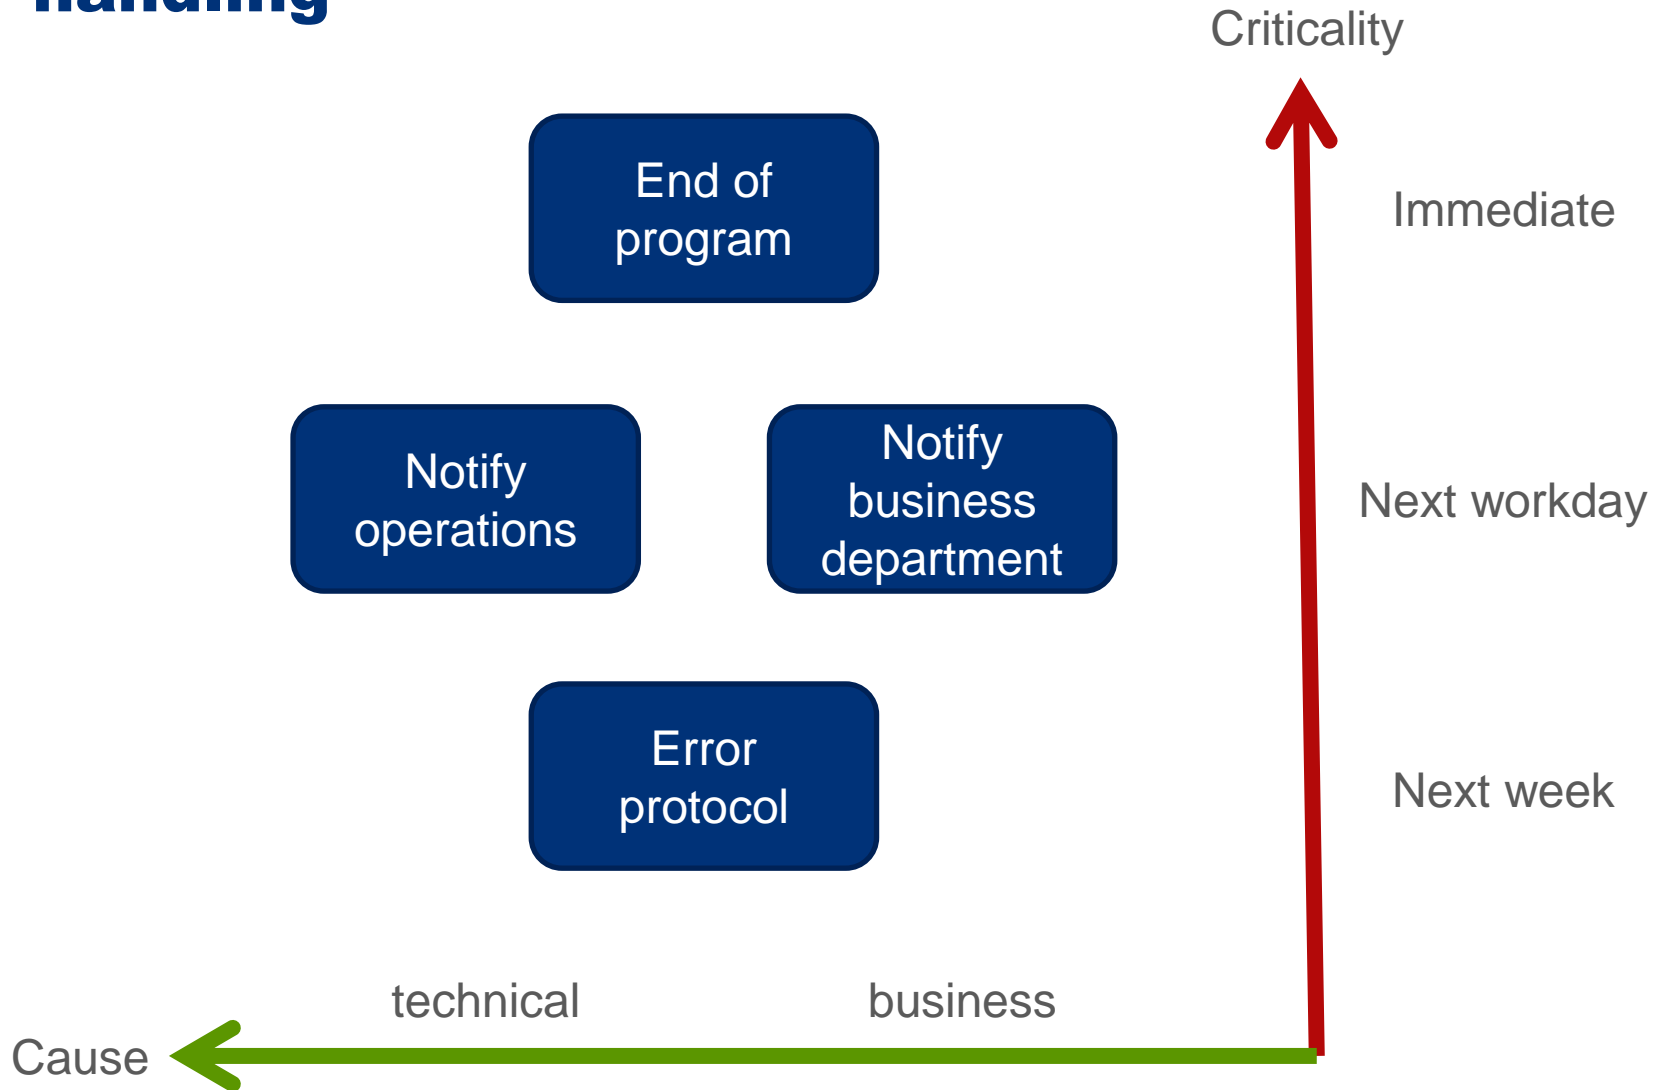 handling
Criticality
End of
program
Immediate
Notify
operations
Notify
business
department
Next workday
Error
protocol
Next week
technical
business
Cause